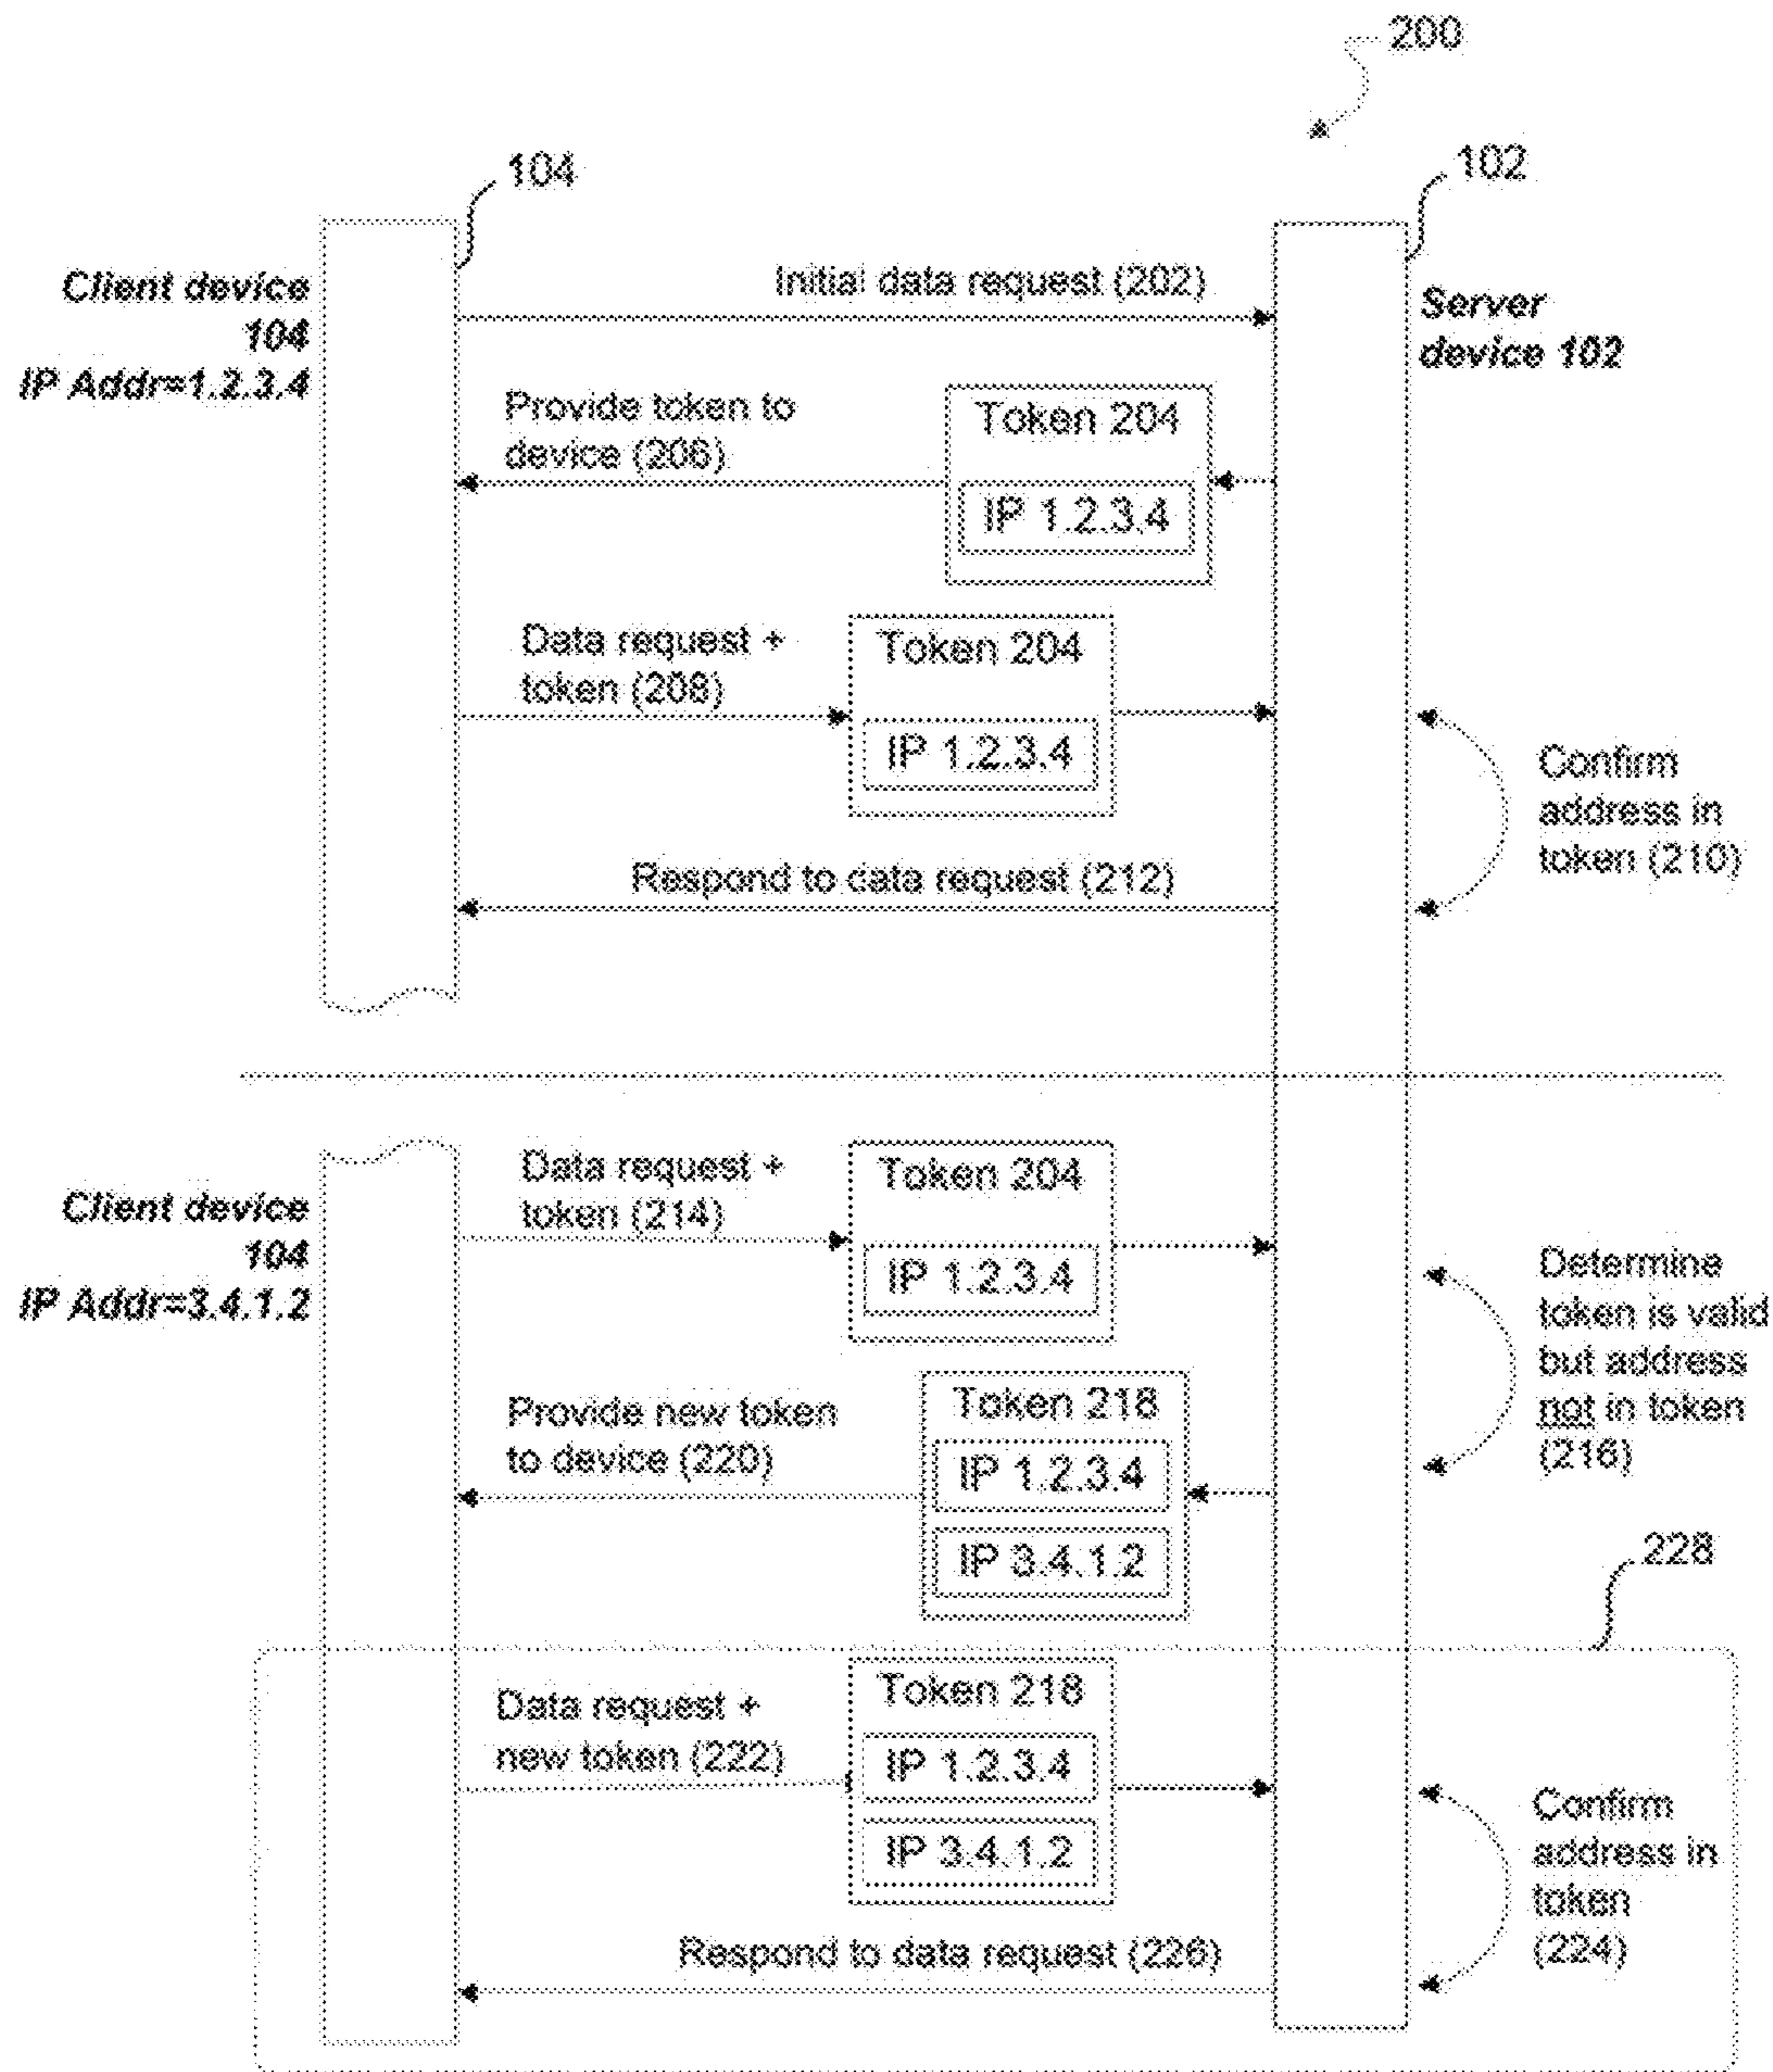 200
104
102
Client device
104
IP Addr=1.2.3.4
Initial data request (202)
Server
device 102
Provide token to
device (206)
Token 204
IP 1.2.3.4
Data request +
token (208)
Token 204
IP 1.2.3.4
Confirm
address in
token (210)
Respond to data request (212)
Client device
104
IP Addr=3.4.1.2
Data request +
token (214)
Token 204
IP 1.2.3.4
Determine
token is valid
but address
not in token
(216)
Provide new token
to device (220)
Token 218
IP 1.2.3.4
IP 3.4.1.2
228
Data request +
new token (222)
Token 218
IP 1.2.3.4
IP 3.4.1.2
Confirm
address in
token
(224)
Respond to data request (226)